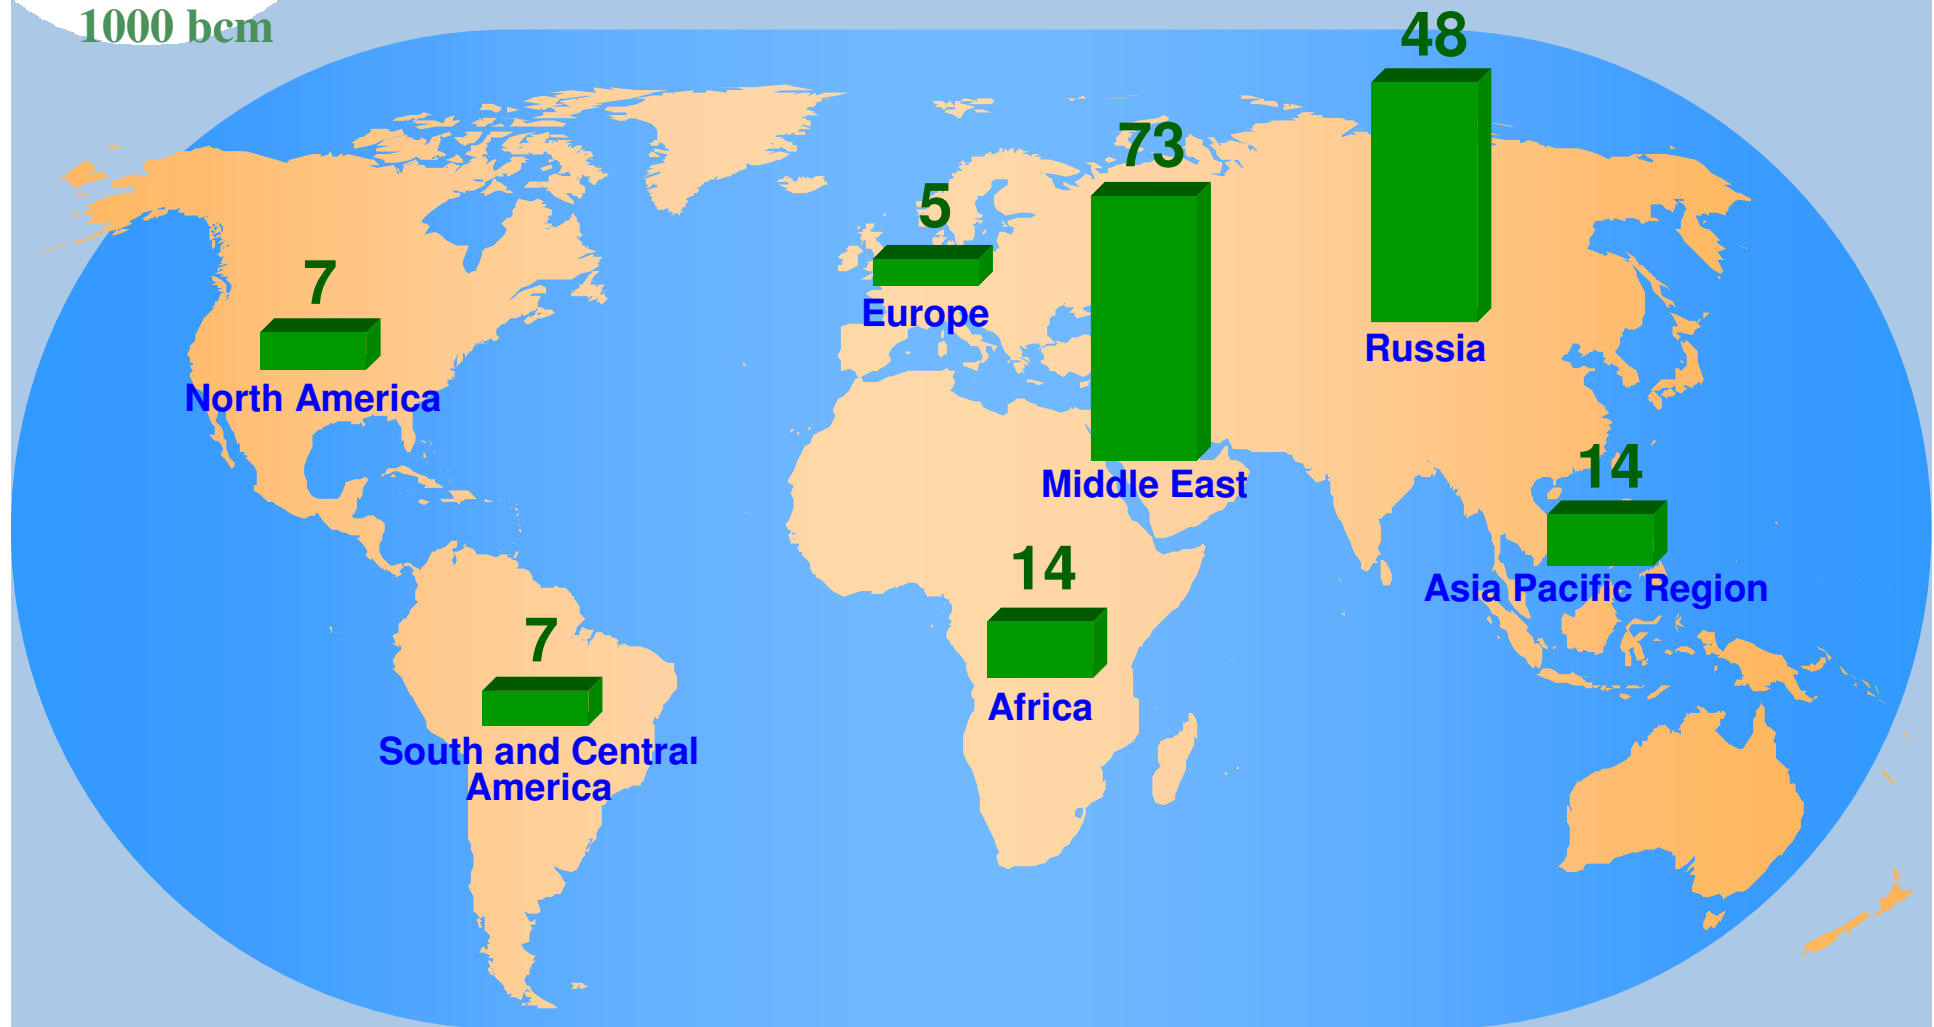 1000 bcm
48
73
5
7
Europe
Russia
North America
14
Middle East
14
Asia Pacific Region
7
Africa
South and Central
America